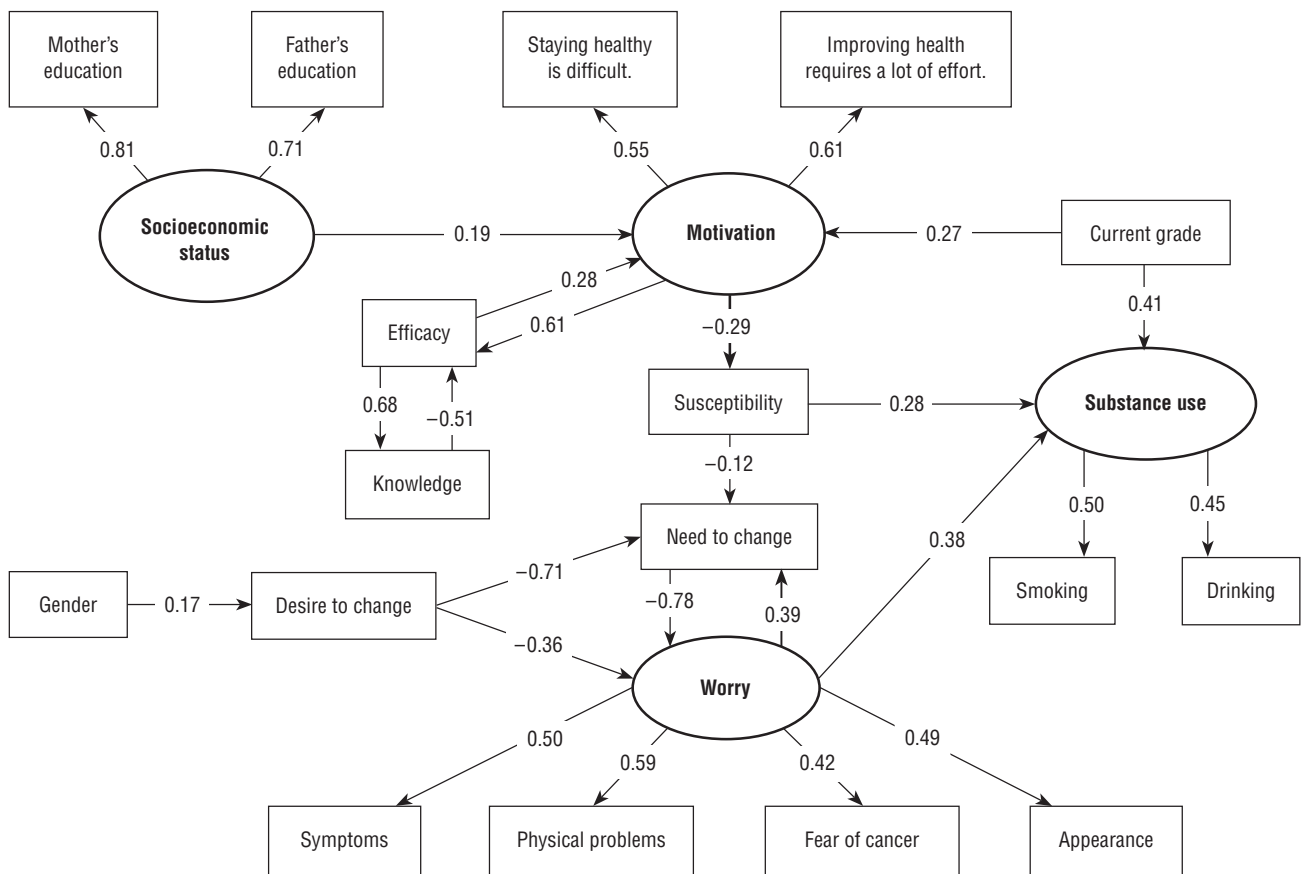 Mother's
education
Father's
education
Staying healthy
is difficult.
Improving health
requires a lot of effort.
0.81
0.71
0.55
0.61
Socioeconomic
status
0.19
Motivation
0.27
Current grade
0.28
0.61
Efficacy
−0.29
0.41
0.68
−0.51
Susceptibility
0.28
Substance use
−0.12
Knowledge
0.50
0.45
Need to change
0.38
−0.71
Gender
0.17
Desire to change
−0.78
0.39
Smoking
Drinking
−0.36
Worry
0.50
0.59
0.42
0.49
Symptoms
Physical problems
Fear of cancer
Appearance